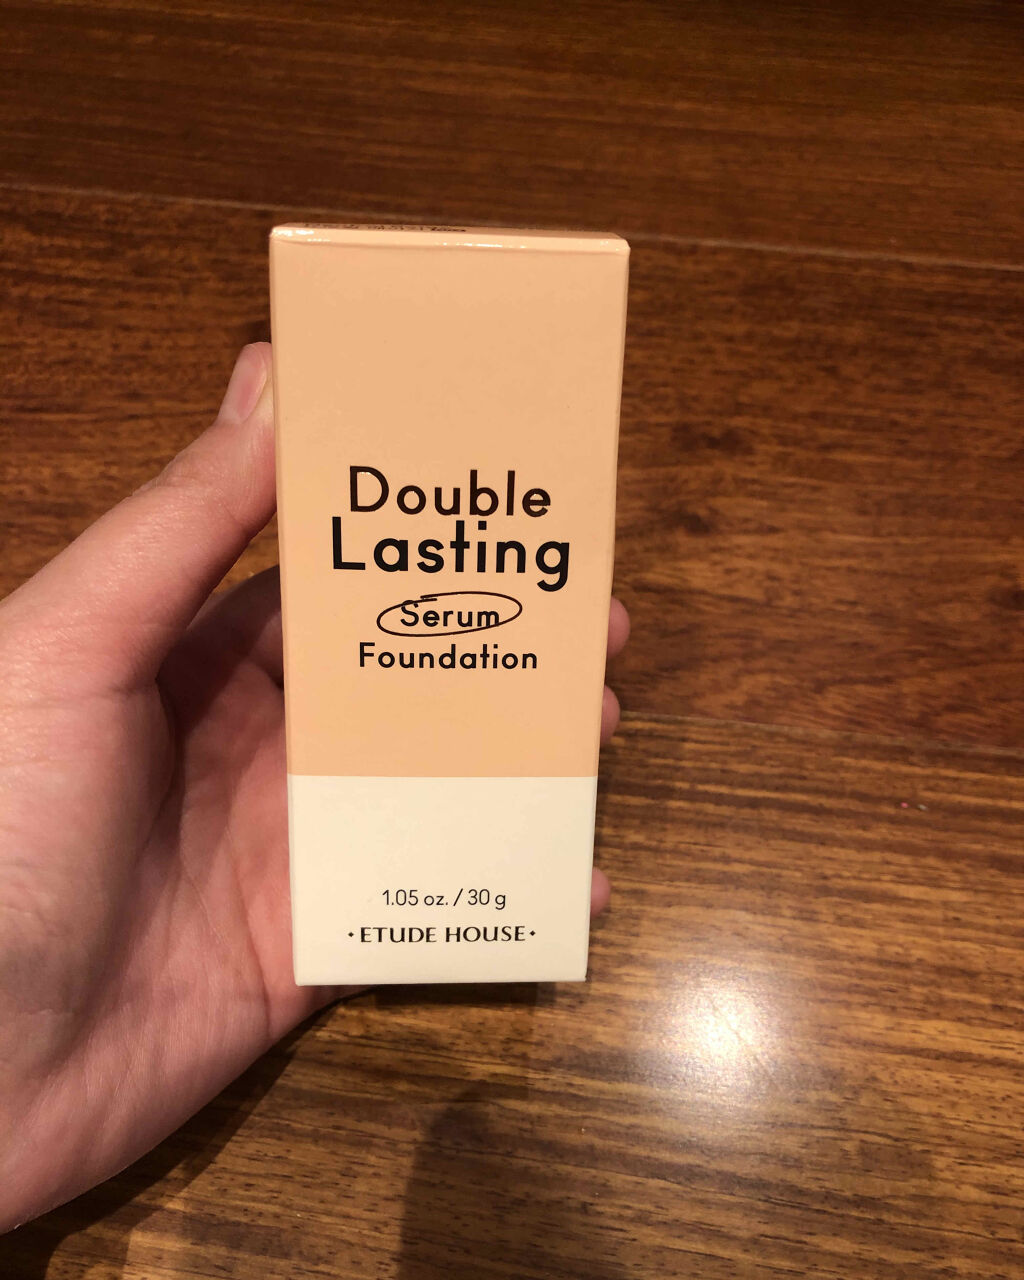 Double
Lasting
Serum
Foundation
1.05 oz. / 30 g
·ETUDE HOUSE·